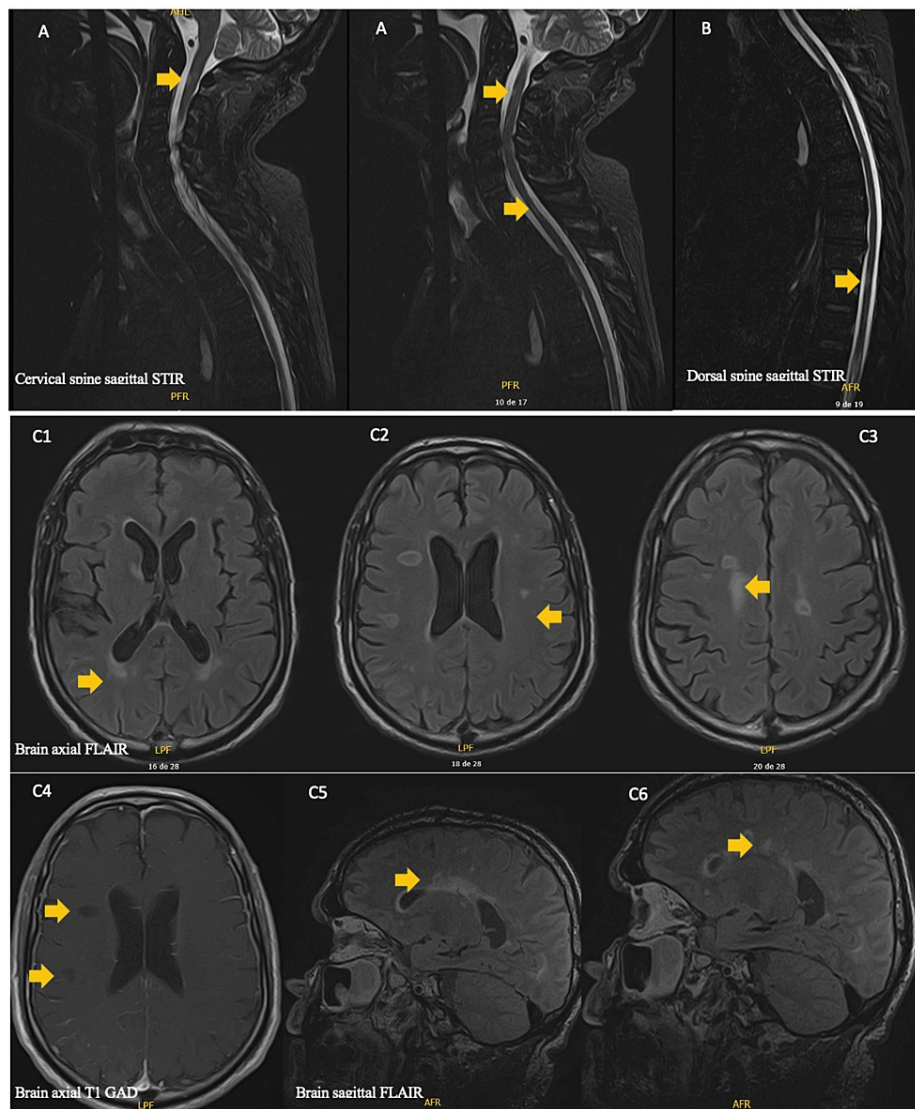 A
A
B
Cervical spine sagittal STIR
PFR
PFR
10 de 17
Dorsal spine sagittal STIR
AFR
9 de 19
C1
C2
C3
Brain axial FLAIR
LPF
16 de 28
LPF
18 de 28
LPF
20 de 28
C4
C5
C6
Brain axial T1 GAD
LPF
Brain sagittal FLAIR
AFR
AFR